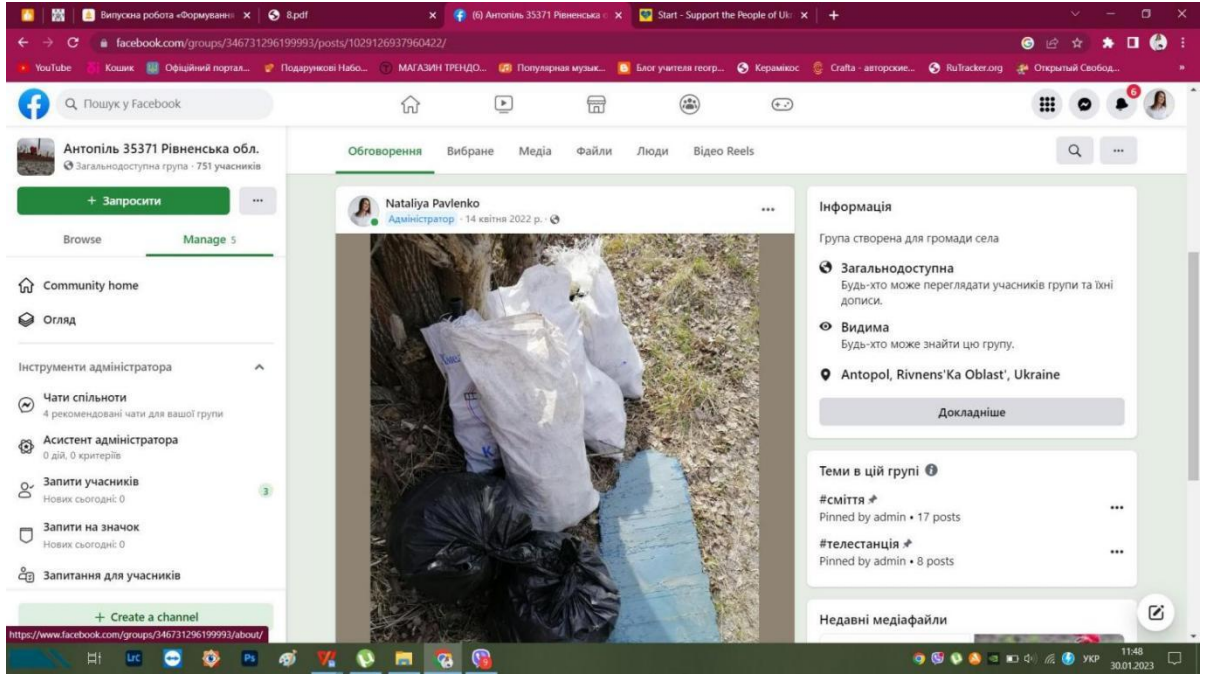 Випускна робота «Формування
8.pdf
(6) Антопіль 35371 Рівненська о
Start - Support the People of Uk
facebook.com/groups/346731296199993/posts/1029126937960422/
YouTube
Кошик
Офіційний портал...
Подарункові Набо...
МАГАЗИН ТРЕНДО...
Популярная музык...
Блог учителя геогр...
Керамікос
Crafta - авторские...
RuTracker.org
Открытый Свобод...
Пошук у Facebook
6
Антопіль 35371 Рівненська обл.
Загальнодоступна група · 751 учасників
+ Запросити
Browse
Manage 5
Community home
Огляд
Інструменти адміністратора
Чати спільноти
4 рекомендовані чати для вашої групи
Асистент адміністратора
0 дій, 0 критеріїв
Запити учасників
Нових сьогодні: 0
3
Запити на значок
Нових сьогодні: 0
Запитання для учасників
+ Create a channel
https://www.facebook.com/groups/346731296199993/about/
Обговорення
Вибране
Медіа
Файли
Люди
Відео Reels
Nataliya Pavlenko
Адміністратор · 14 квітня 2022 р. ·
Інформація
Група створена для громади села
Загальнодоступна
Будь-хто може переглядати учасників групи та їхні
дописи.
Видима
Будь-хто може знайти цю групу.
Antopol, Rivnens'Ka Oblast', Ukraine
Докладніше
Теми в цій групі
#сміття
Pinned by admin • 17 posts
#телестанція
Pinned by admin • 8 posts
Недавні медіафайли
Lrc
Ps
УКР
11:48
30.01.2023